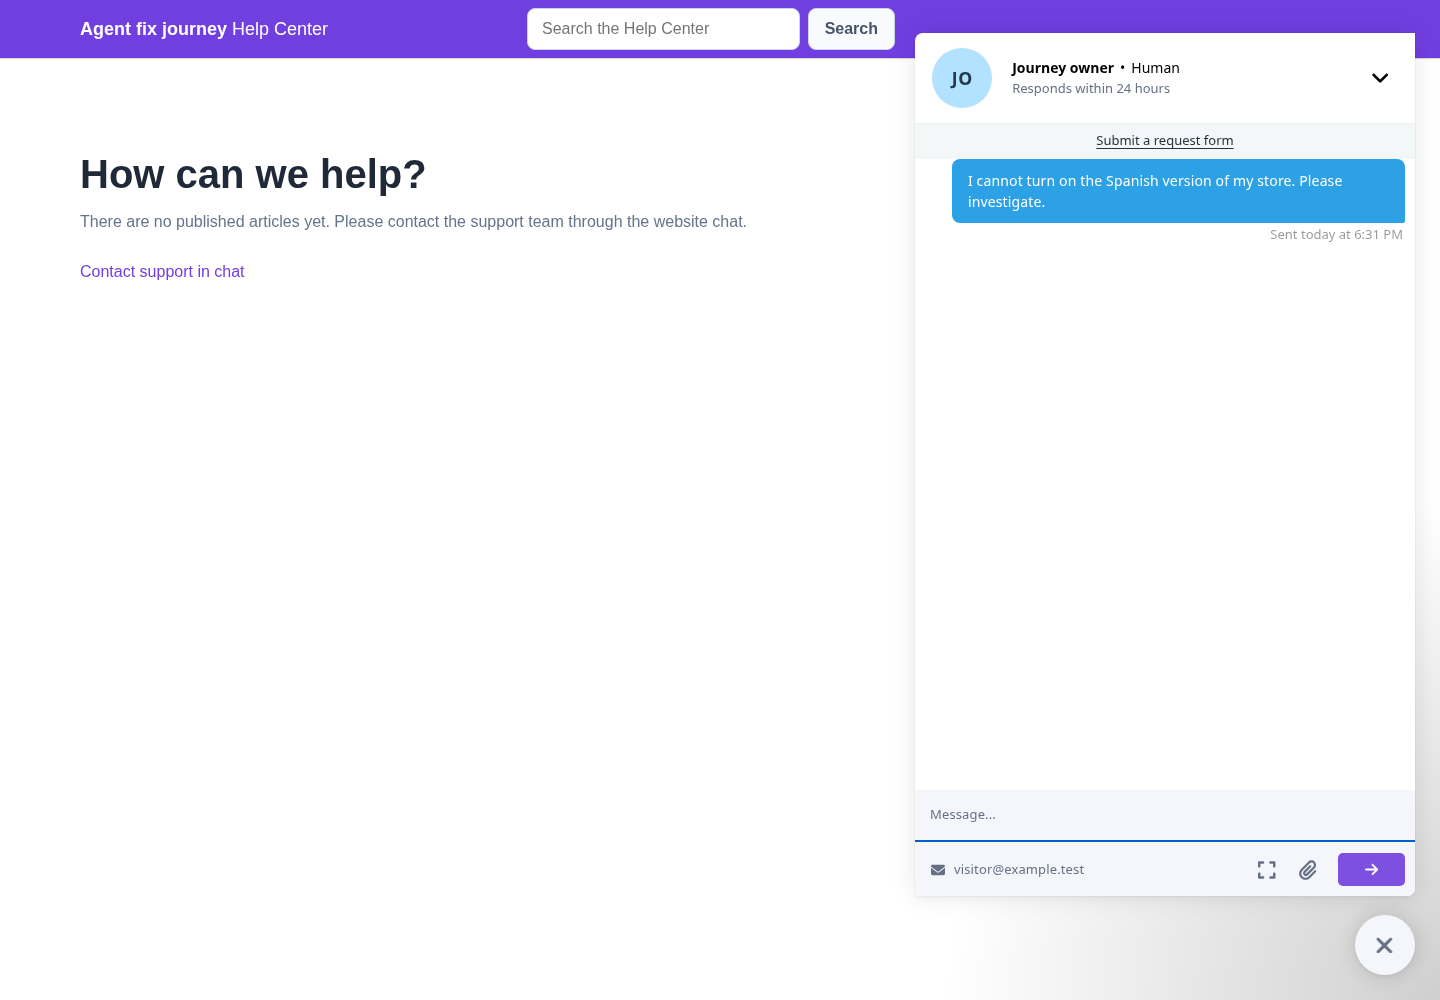 Agent fix journey Help Center
Search the Help Center
Search
How can we help?
There are no published articles yet. Please contact the support team through the website chat.
Contact support in chat
JO
Journey owner • Human
Responds within 24 hours
Submit a request form
I cannot turn on the Spanish version of my store. Please
investigate.
Sent today at 6:31 PM
Message...
visitor@example.test